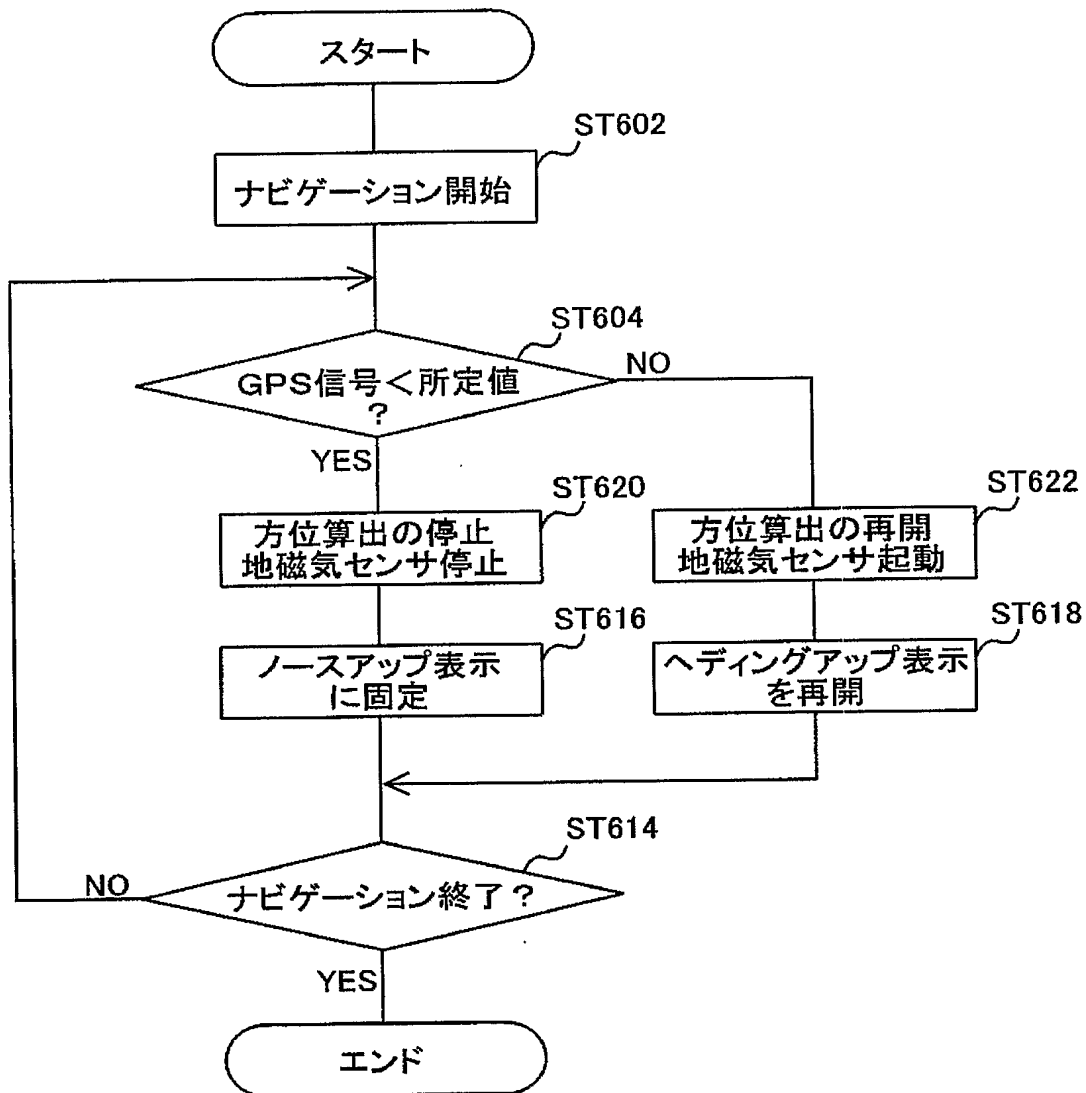 スタート
ST602
ナビゲーション開始
ST604
GPS信号<所定値
?
NO
YES
ST620
方位算出の停止
地磁気センサ停止
ST622
方位算出の再開
地磁気センサ起動
ST616
ノースアップ表示
に固定
ST618
ヘディングアップ表示
を再開
ST614
ナビゲーション終了?
NO
YES
エンド